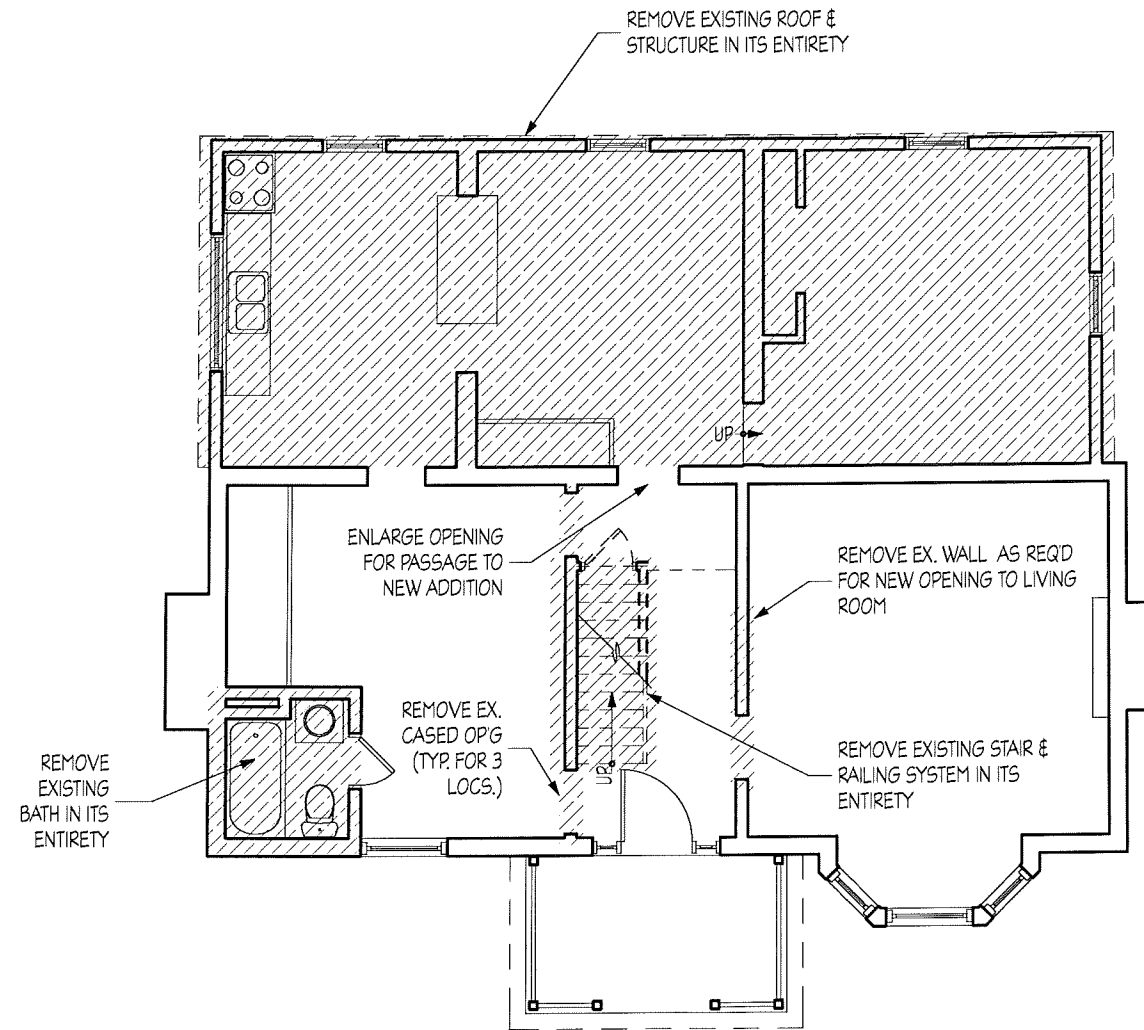 REMOVE EXISTING ROOF &
STRUCTURE IN ITS ENTIRETY
UP
ENLARGE OPENING
FOR PASSAGE TO
NEW ADDITION
REMOVE EX. WALL AS REQ'D
FOR NEW OPENING TO LIVING
ROOM
REMOVE EX.
CASED OP'G
(TYP. FOR 3
LOCS.)
UP
REMOVE EXISTING STAIR &
RAILING SYSTEM IN ITS
ENTIRETY
REMOVE
EXISTING
BATH IN ITS
ENTIRETY